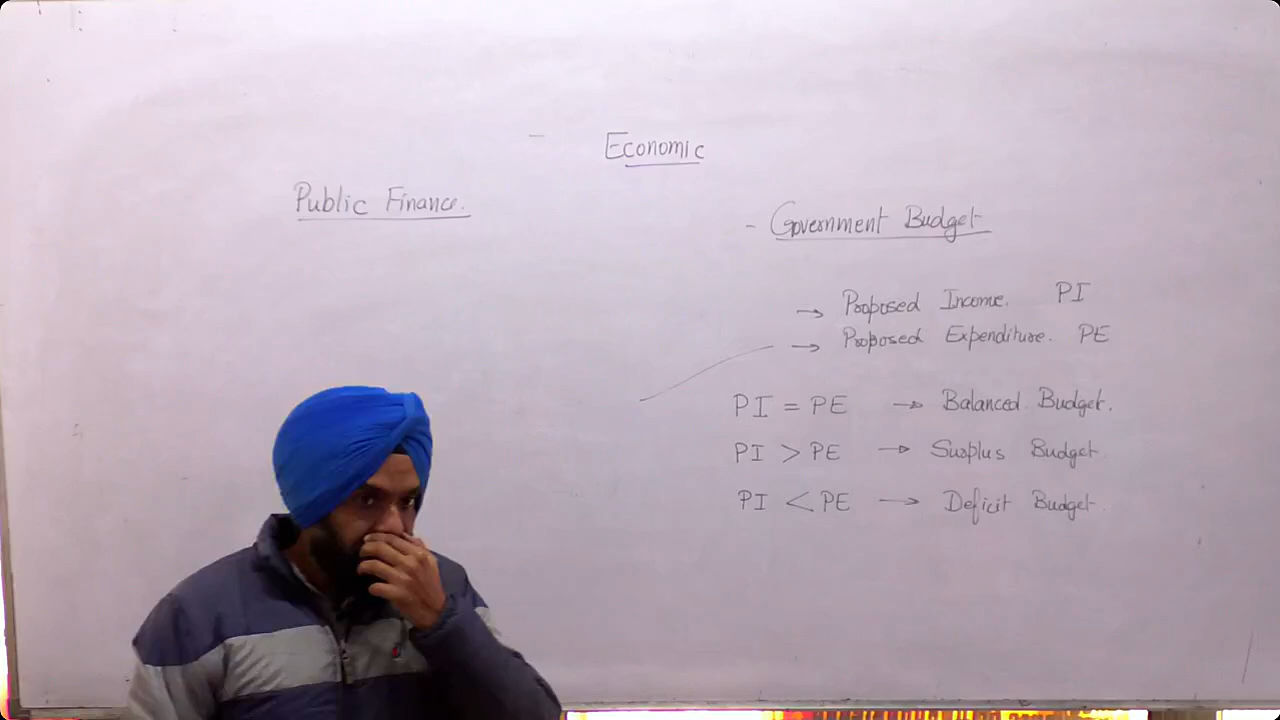 Economic
Public Finance.
- Government Budget
→ Proposed Income. PI
→ Proposed Expenditure. PE
PI = PE → Balanced Budget.
PI > PE → Surplus Budget
PI < PE → Deficit Budget.